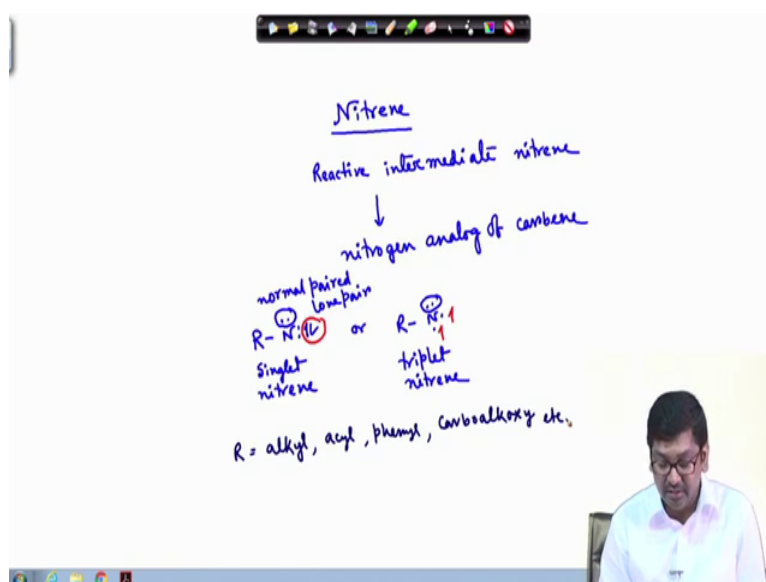 Nitrene
Reactive intermediate nitrene
↓
nitrogen analog of carbene
normal paired
lone pair
R-N̈:⥮ or R-N̈:↿ ↿
singlet nitrene
triplet nitrene
R = alkyl, acyl, phenyl, carboalkoxy etc.